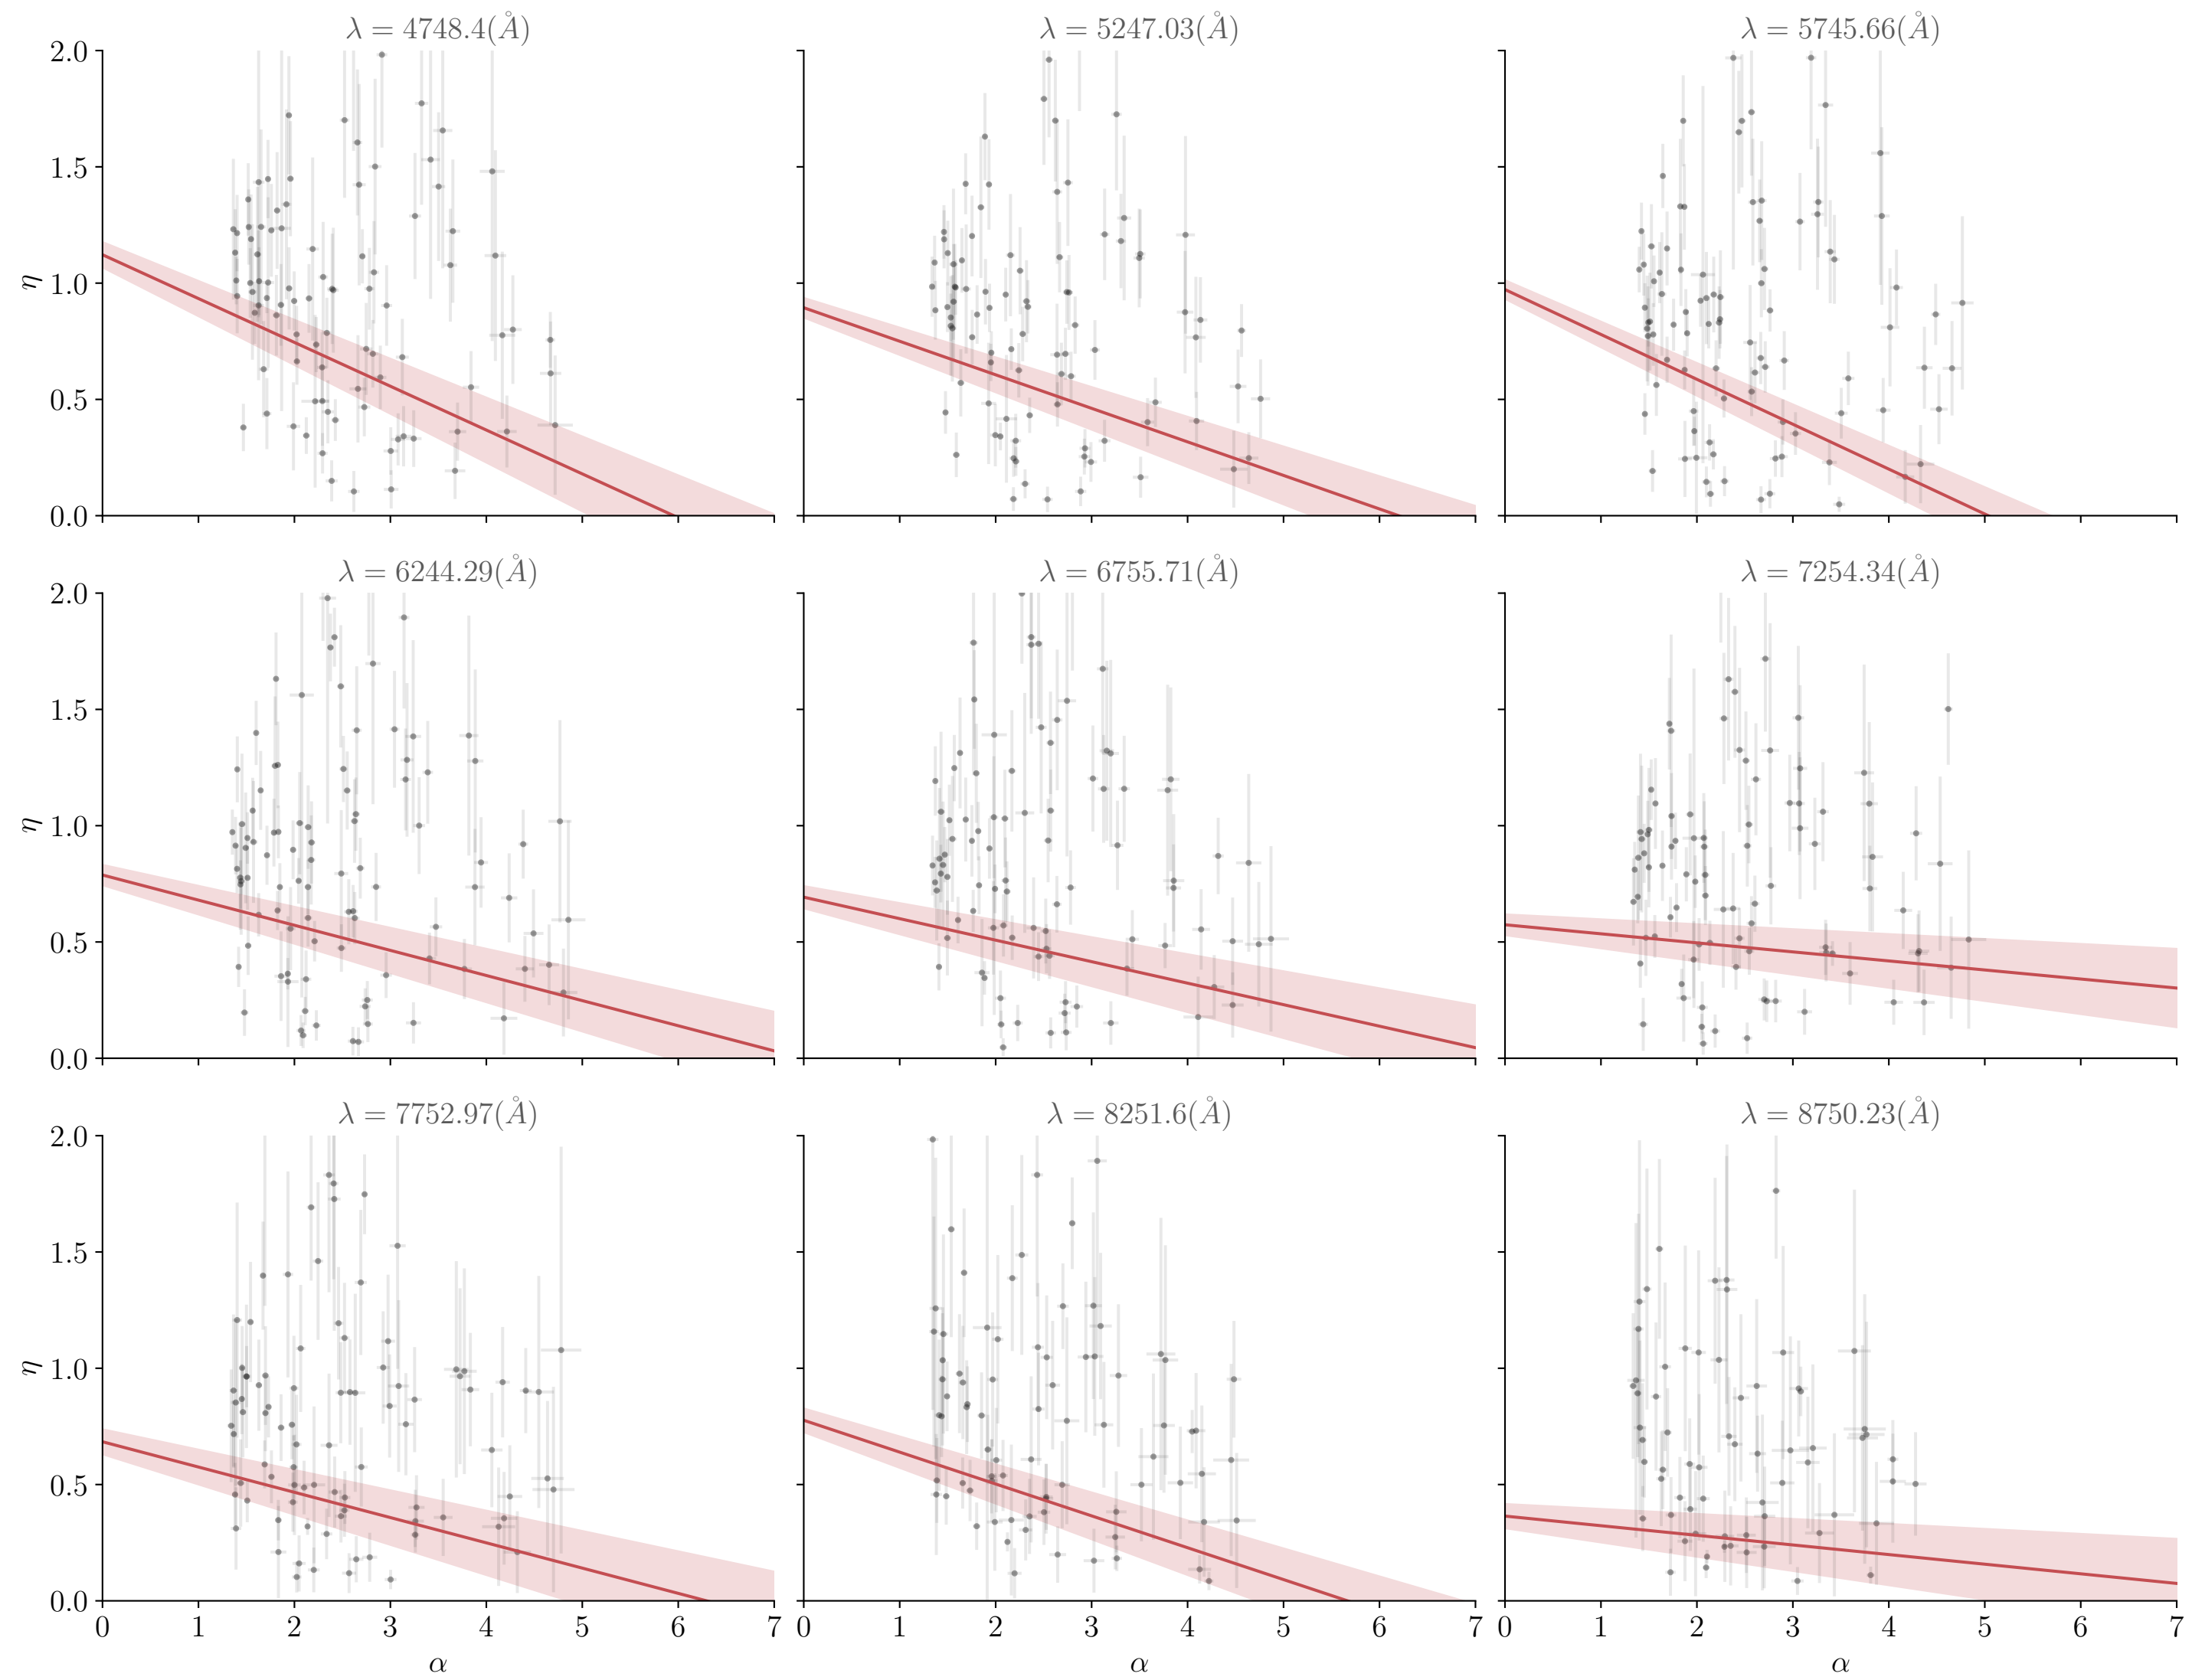 λ = 4748.4(Å) λ = 5247.03(Å) λ = 5745.66(Å)
2.0
1.5
η 1.0
0.5
0.0
λ = 6244.29(Å) λ = 6755.71(Å) λ = 7254.34(Å)
2.0
1.5
η 1.0
0.5
0.0
λ = 7752.97(Å) λ = 8251.6(Å) λ = 8750.23(Å)
2.0
1.5
η 1.0
0.5
0.0
0 1 2 3 4 5 6 7 0 1 2 3 4 5 6 7 0 1 2 3 4 5 6 7
α α α